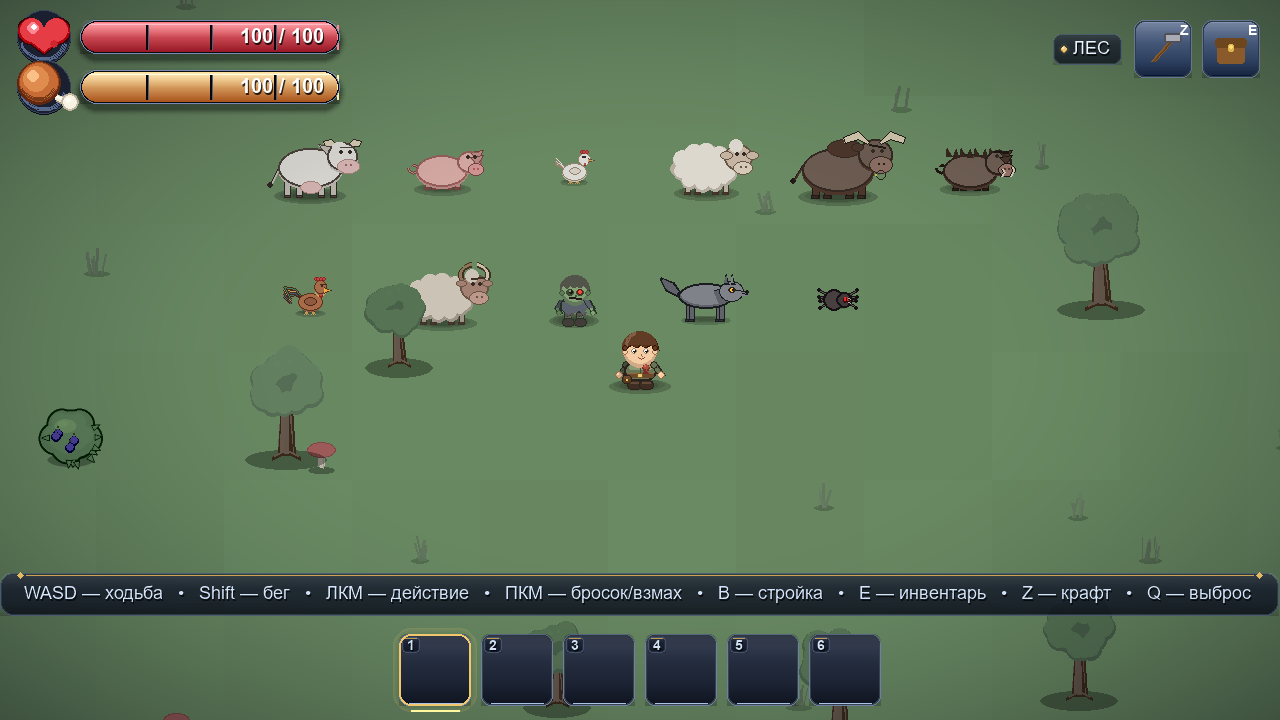 100 / 100
100 / 100
ЛЕС
Z
E
WASD — ходьба • Shift — бег • ЛКМ — действие • ПКМ — бросок/взмах • B — стройка • E — инвентарь • Z — крафт • Q — выброс
1 2 3 4 5 6